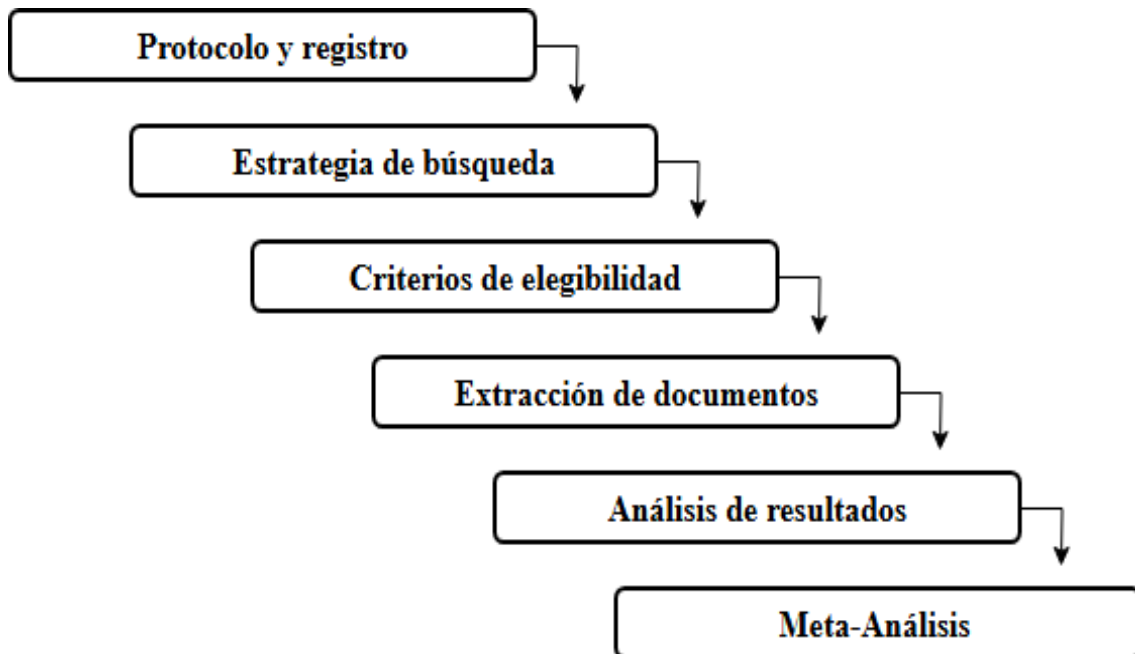 Protocolo y registro
Estrategia de búsqueda
Criterios de elegibilidad
Extracción de documentos
Análisis de resultados
Meta-Análisis